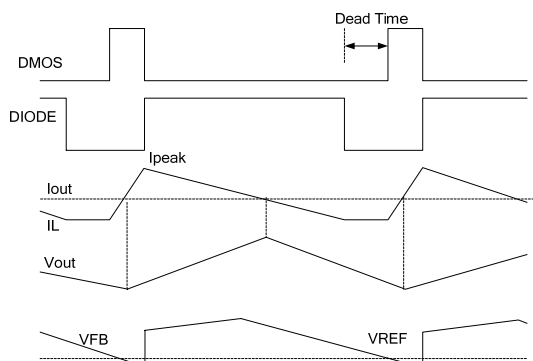 Dead Time
DMOS
DIODE
Ipeak
Iout
IL
Vout
VFB
VREF